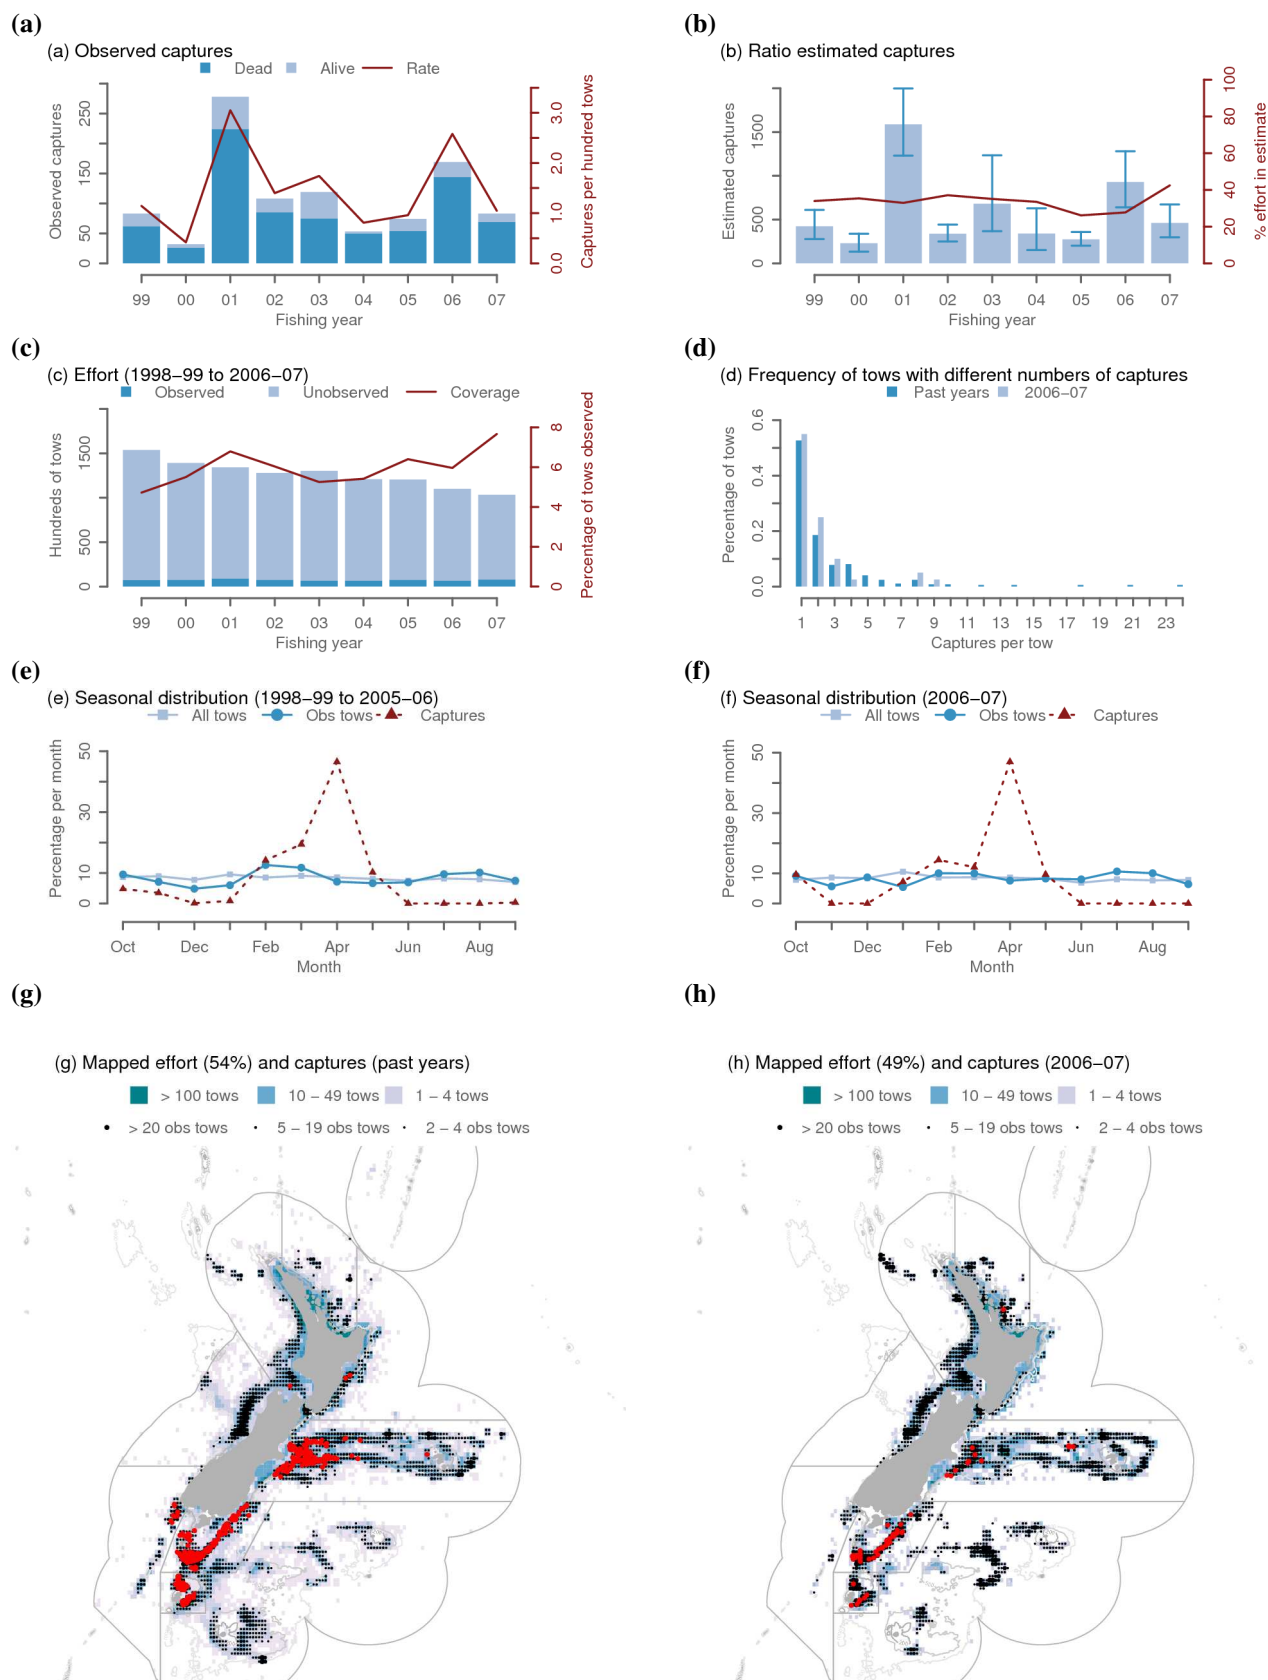 (a)
(a) Observed captures
Dead Alive Rate
Observed captures
0 50 150 250
0.0 1.0 2.0 3.0
Captures per hundred tows
99 00 01 02 03 04 05 06 07
Fishing year
(b)
(b) Ratio estimated captures
Estimated captures
0 500 1500
0 20 40 60 80 100
% effort in estimate
99 00 01 02 03 04 05 06 07
Fishing year
(c)
(c) Effort (1998–99 to 2006–07)
Observed Unobserved Coverage
Hundreds of tows
0 500 1500
0 2 4 6 8
Percentage of tows observed
99 00 01 02 03 04 05 06 07
Fishing year
(d)
(d) Frequency of tows with different numbers of captures
Past years 2006–07
Percentage of tows
0.0 0.2 0.4 0.6
1 3 5 7 9 11 13 15 17 19 21 23
Captures per tow
(e)
(e) Seasonal distribution (1998–99 to 2005–06)
All tows Obs tows Captures
Percentage per month
0 10 30 50
Oct Dec Feb Apr Jun Aug
Month
(f)
(f) Seasonal distribution (2006–07)
All tows Obs tows Captures
Percentage per month
0 10 30 50
Oct Dec Feb Apr Jun Aug
Month
(g)
(g) Mapped effort (54%) and captures (past years)
> 100 tows 10 – 49 tows 1 – 4 tows
> 20 obs tows 5 – 19 obs tows 2 – 4 obs tows
(h)
(h) Mapped effort (49%) and captures (2006–07)
> 100 tows 10 – 49 tows 1 – 4 tows
> 20 obs tows 5 – 19 obs tows 2 – 4 obs tows